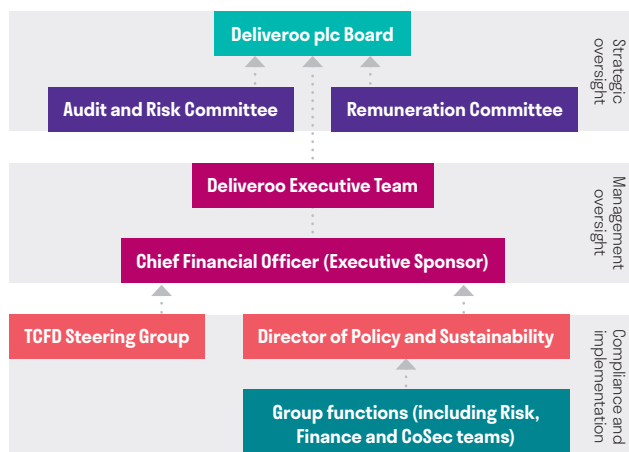 Deliveroo plc Board
Audit and Risk Committee
Remuneration Committee
Strategic
oversight
Deliveroo Executive Team
Chief Financial Officer (Executive Sponsor)
Management
oversight
TCFD Steering Group
Director of Policy and Sustainability
Group functions (including Risk,
Finance and CoSec teams)
Compliance and
implementation